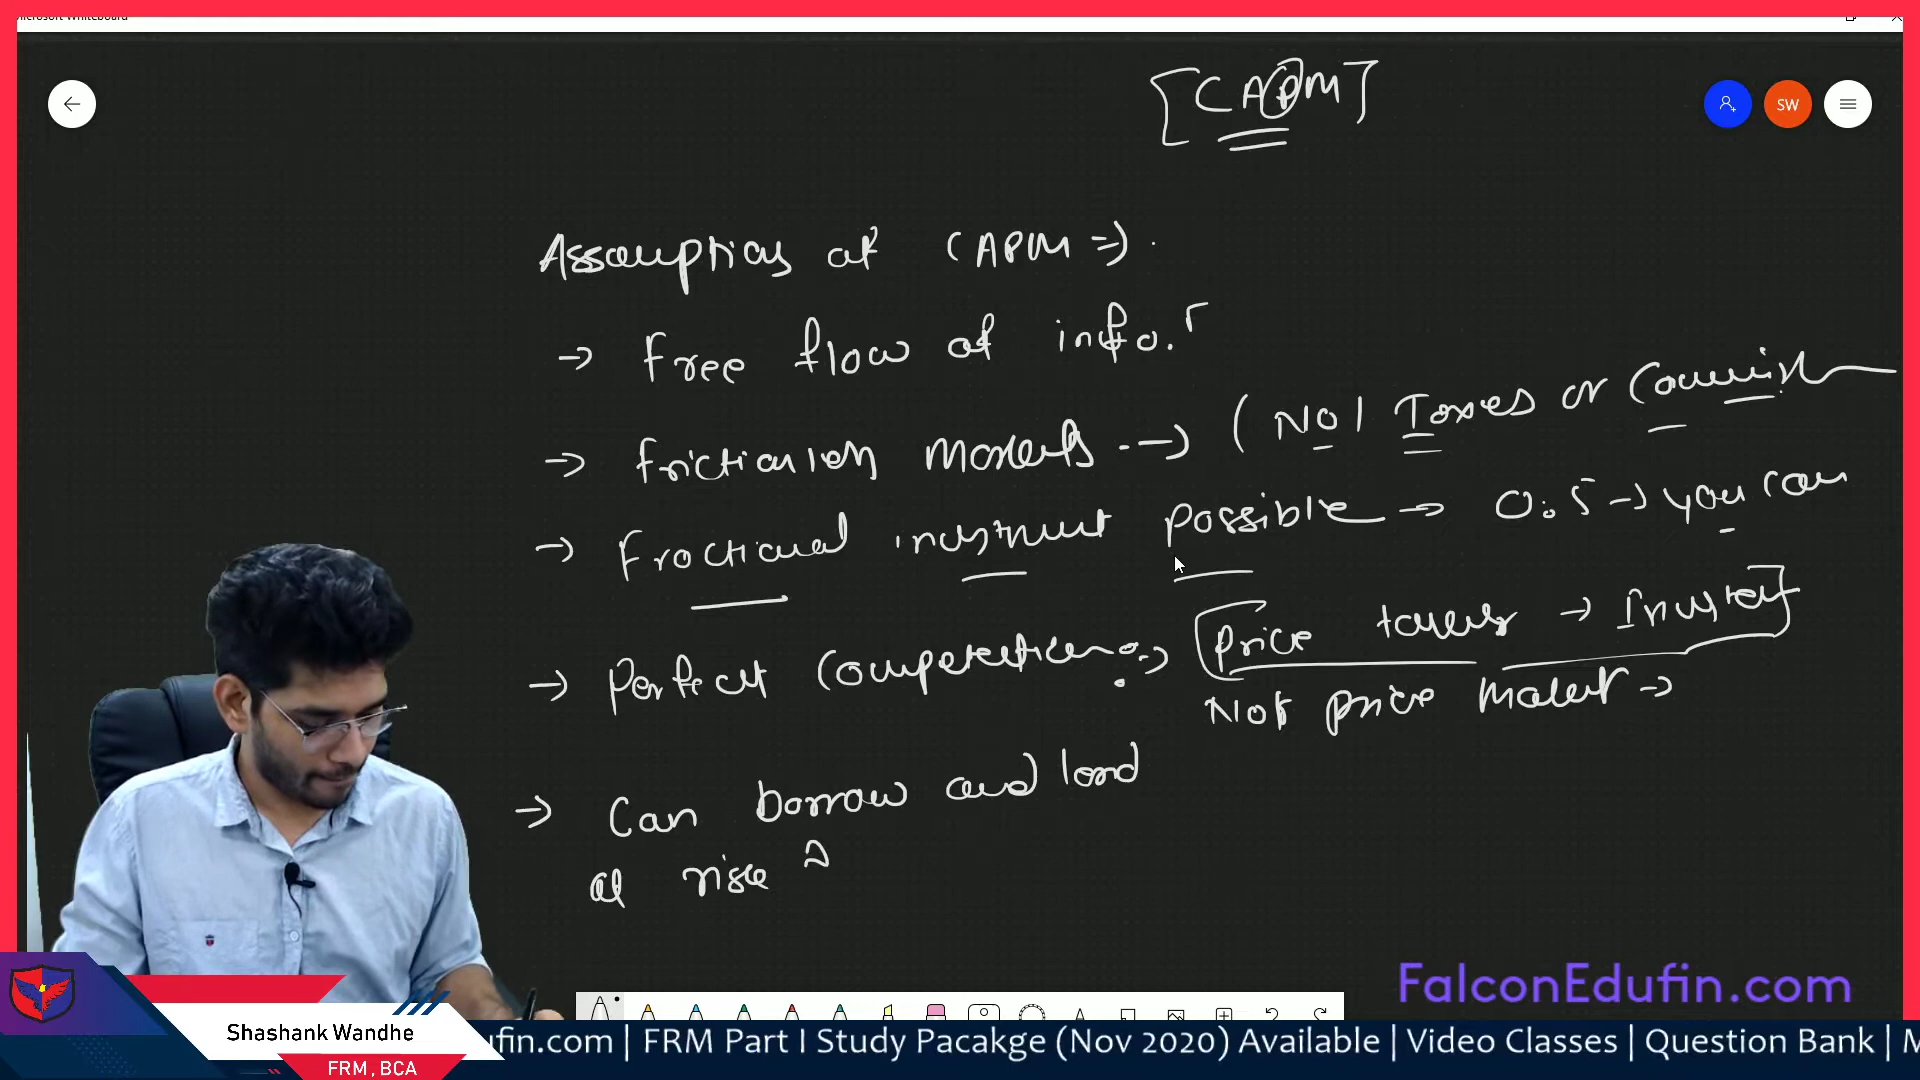 Microsoft Whiteboard
[CAPM]
SW
Assumptions of CAPM =>
→ Free flow of info.
→ frictionless Markets --→ (No Taxes or Commission
→ Fractional investment possible → 0.5 → you can
→ Perfect Competition → [Price takers → Investor]
Not price Maker →
→ Can borrow and lend
at risk
FalconEdufin.com
Shashank Wandhe
FRM, BCA
ufin.com | FRM Part I Study Pacakge (Nov 2020) Available | Video Classes | Question Bank | M